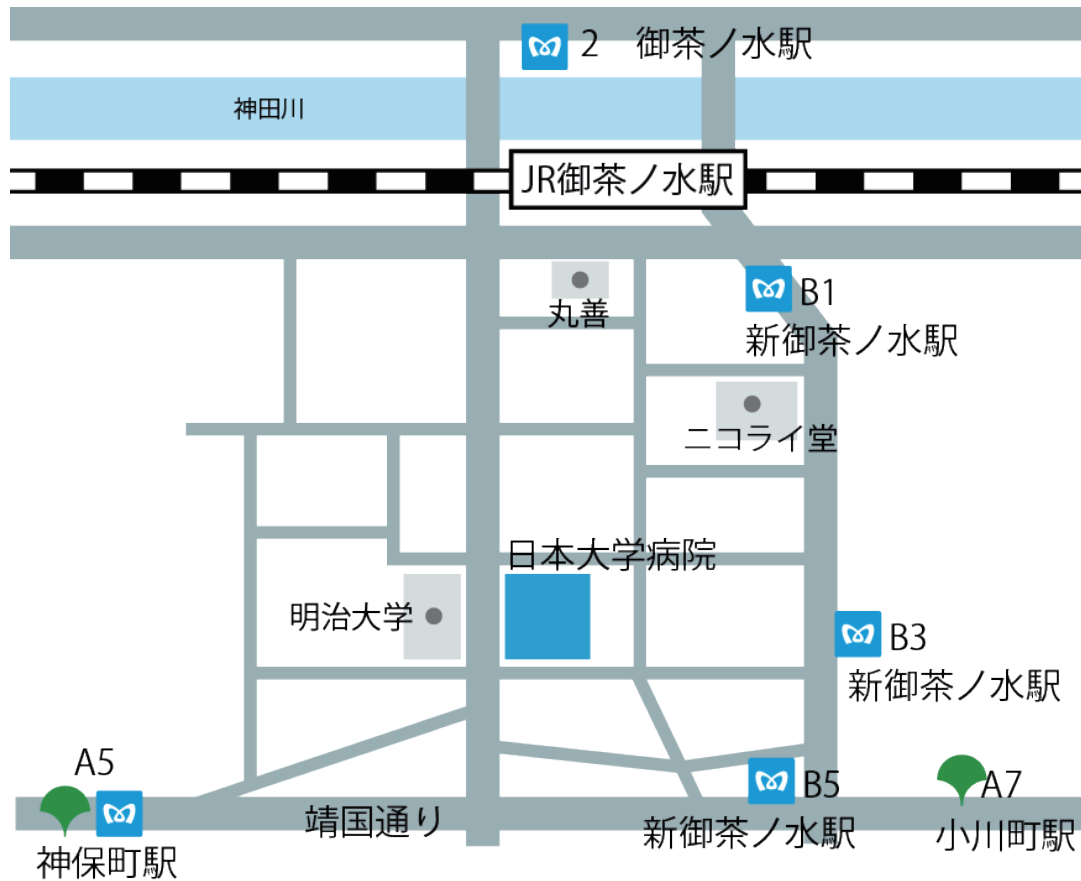 2　御茶ノ水駅
神田川
JR御茶ノ水駅
B1
新御茶ノ水駅
丸善
ニコライ堂
日本大学病院
明治大学
B3
新御茶ノ水駅
A5
神保町駅
靖国通り
B5
新御茶ノ水駅
A7
小川町駅